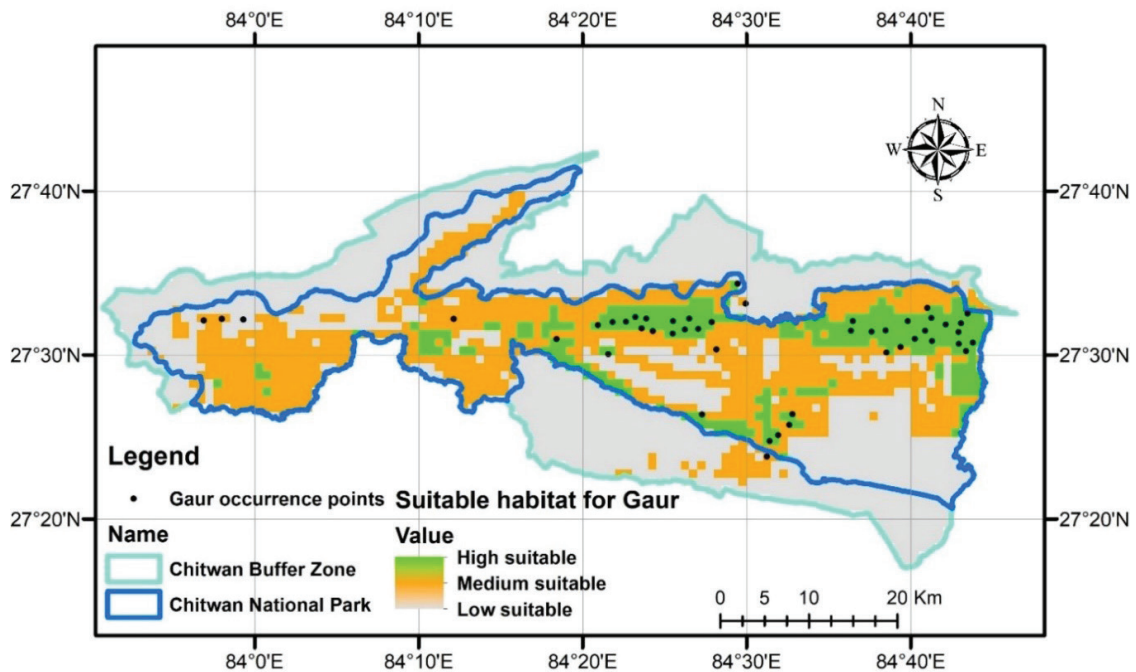 84°0'E 84°10'E 84°20'E 84°30'E 84°40'E
N
W E
S
27°40'N 27°40'N
27°30'N 27°30'N
27°20'N 27°20'N
Legend
Gaur occurrence points
Name
Chitwan Buffer Zone
Chitwan National Park
Suitable habitat for Gaur
Value
High suitable
Medium suitable
Low suitable
0 5 10 20 Km
84°0'E 84°10'E 84°20'E 84°30'E 84°40'E